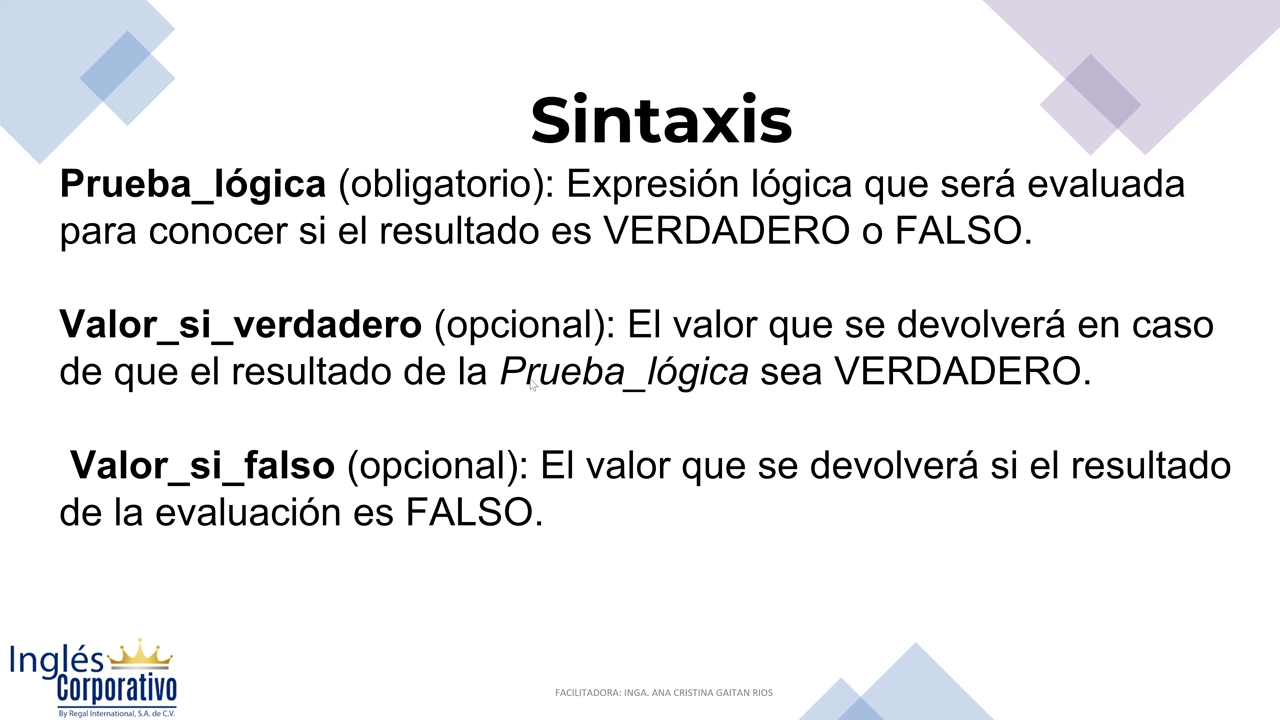 Sintaxis
Prueba_lógica (obligatorio): Expresión lógica que será evaluada
para conocer si el resultado es VERDADERO o FALSO.
Valor_si_verdadero (opcional): El valor que se devolverá en caso
de que el resultado de la Prueba_lógica sea VERDADERO.
Valor_si_falso (opcional): El valor que se devolverá si el resultado
de la evaluación es FALSO.
Inglés
Corporativo
By Regal International, S.A. de C.V.
FACILITADORA: INGA. ANA CRISTINA GAITAN RIOS